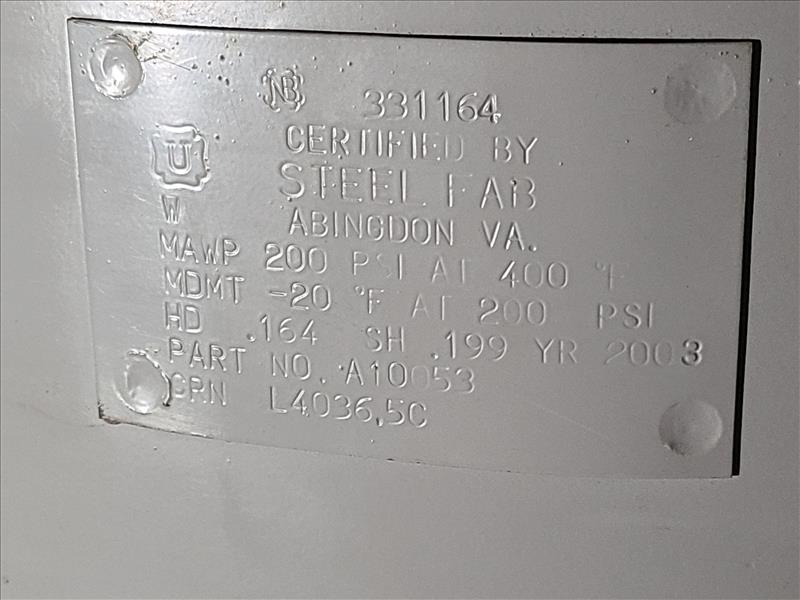 NB 331164
U CERTIFIED BY
STEEL FAB
W ABINGDON VA.
MAWP 200 PSI AT 400 °F
MDMT -20 °F AT 200 PSI
HD .164 SH .199 YR 2003
PART NO. A10053
CRN L4036.5C